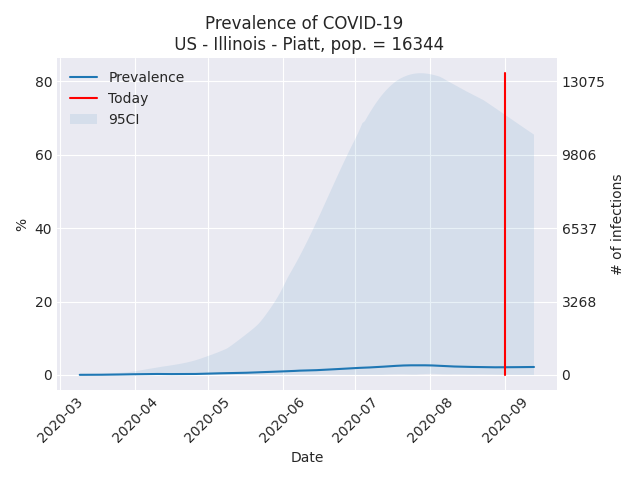 Prevalence of COVID-19
US - Illinois - Piatt, pop. = 16344
Prevalence
Today
95CI
80
60
40
20
0
%
13075
9806
6537
3268
0
# of infections
2020-03
2020-04
2020-05
2020-06
2020-07
2020-08
2020-09
Date